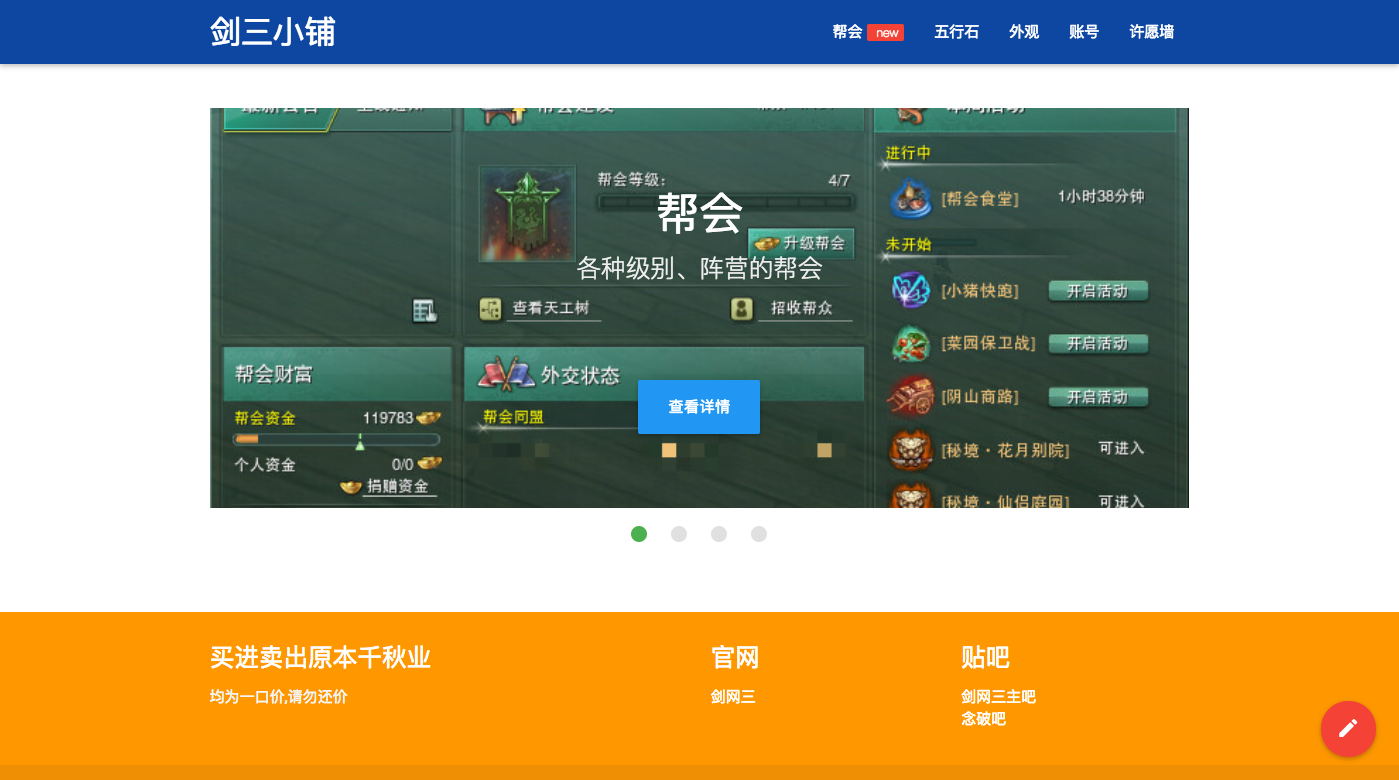 剑三小铺
帮会 new 五行石 外观 账号 许愿墙
进行中
帮会等级： 4/7
[帮会食堂] 1小时38分钟
帮会
升级帮会
未开始
各种级别、阵营的帮会
[小猪快跑] 开启活动
查看天工树 招收帮众
[菜园保卫战] 开启活动
帮会财富 外交状态
[阴山商路] 开启活动
查看详情
帮会资金 119783 帮会同盟
[秘境·花月别院] 可进入
个人资金 0/0
捐赠资金
[秘境·仙侣庭园] 可进入
买进卖出原本千秋业 官网 贴吧
均为一口价,请勿还价 剑网三 剑网三主吧
念破吧